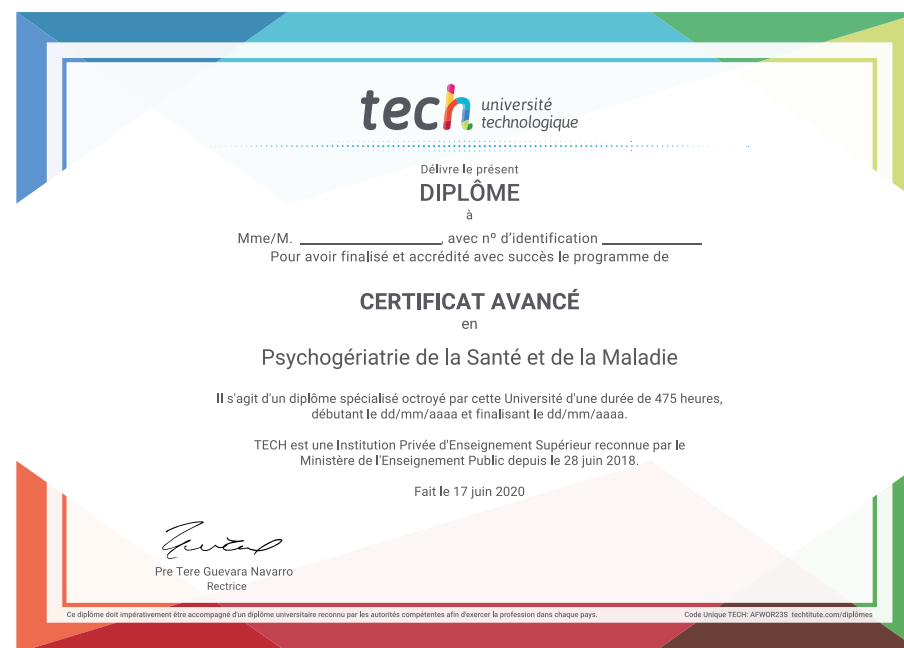 tech université
technologique
Délivre le présent
DIPLÔME
à
Mme/M. ____________________, avec nº d'identification ______________
Pour avoir finalisé et accrédité avec succès le programme de
CERTIFICAT AVANCÉ
en
Psychogériatrie de la Santé et de la Maladie
Il s'agit d'un diplôme spécialisé octroyé par cette Université d'une durée de 475 heures,
débutant le dd/mm/aaaa et finalisant le dd/mm/aaaa.
TECH est une Institution Privée d'Enseignement Supérieur reconnue par le
Ministère de l'Enseignement Public depuis le 28 juin 2018.
Fait le 17 juin 2020
Pre Tere Guevara Navarro
Rectrice
Ce diplôme doit impérativement être accompagné d'un diplôme universitaire reconnu par les autorités compétentes afin d'exercer la profession dans chaque pays. Code Unique TECH: AFWOR23S techtitute.com/diplômes